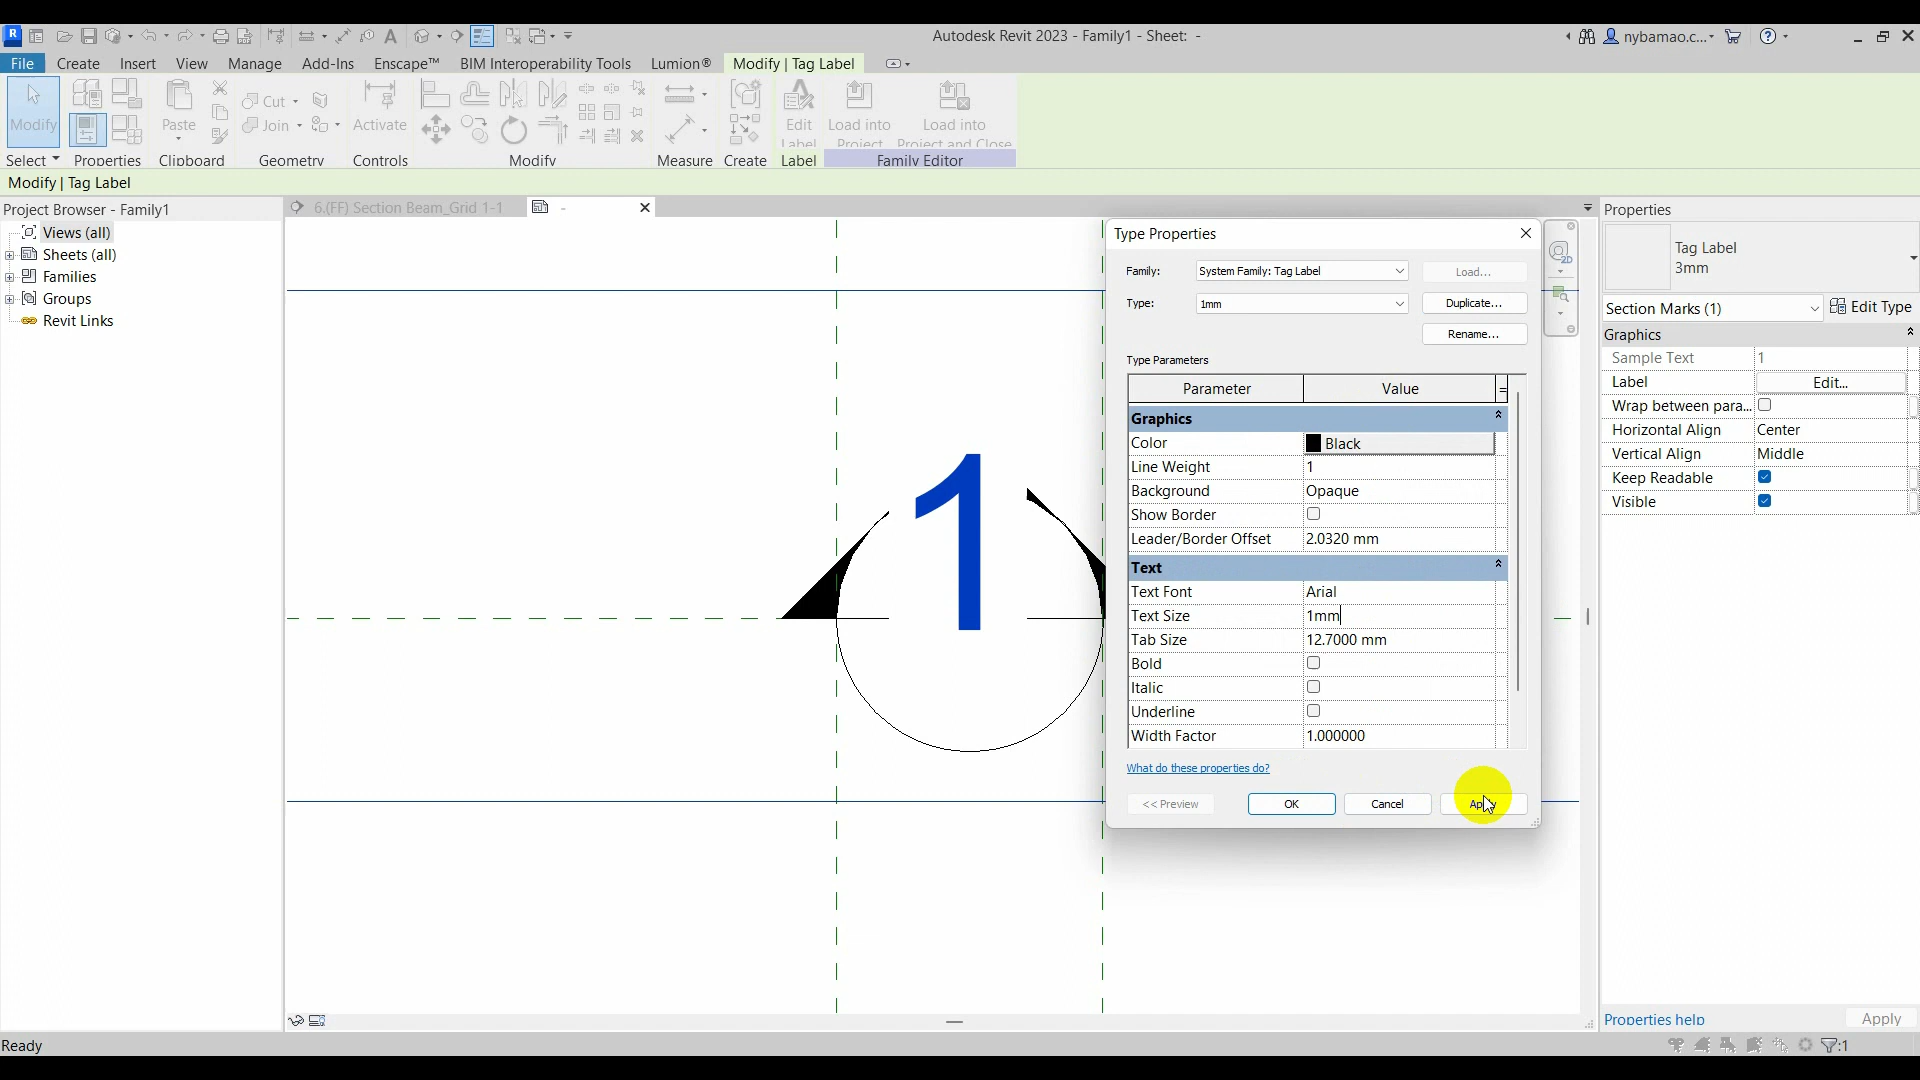 R
A
Autodesk Revit 2023 - Family1 - Sheet: -
nybamao.c...
File Create Insert View Manage Add-Ins Enscape™ BIM Interoperability Tools Lumion® Modify | Tag Label
Modify
Paste
Cut
Join
Activate
Edit
Label
Load into
Project
Load into
Project and Close
Select Properties Clipboard Geometry Controls Modify Measure Create Label Family Editor
Modify | Tag Label
Project Browser - Family1
Views (all)
Sheets (all)
Families
Groups
Revit Links
6.(FF) Section Beam_Grid 1-1
-
1
Type Properties
Family: System Family: Tag Label Load...
Type: 1mm Duplicate...
Rename...
Type Parameters
Parameter Value =
Graphics
Color Black
Line Weight 1
Background Opaque
Show Border
Leader/Border Offset 2.0320 mm
Text
Text Font Arial
Text Size 1mm
Tab Size 12.7000 mm
Bold
Italic
Underline
Width Factor 1.000000
What do these properties do?
<< Preview OK Cancel Apply
2D
Properties
Tag Label
3mm
Section Marks (1) Edit Type
Graphics
Sample Text 1
Label Edit...
Wrap between para...
Horizontal Align Center
Vertical Align Middle
Keep Readable
Visible
Properties help Apply
Ready
:1